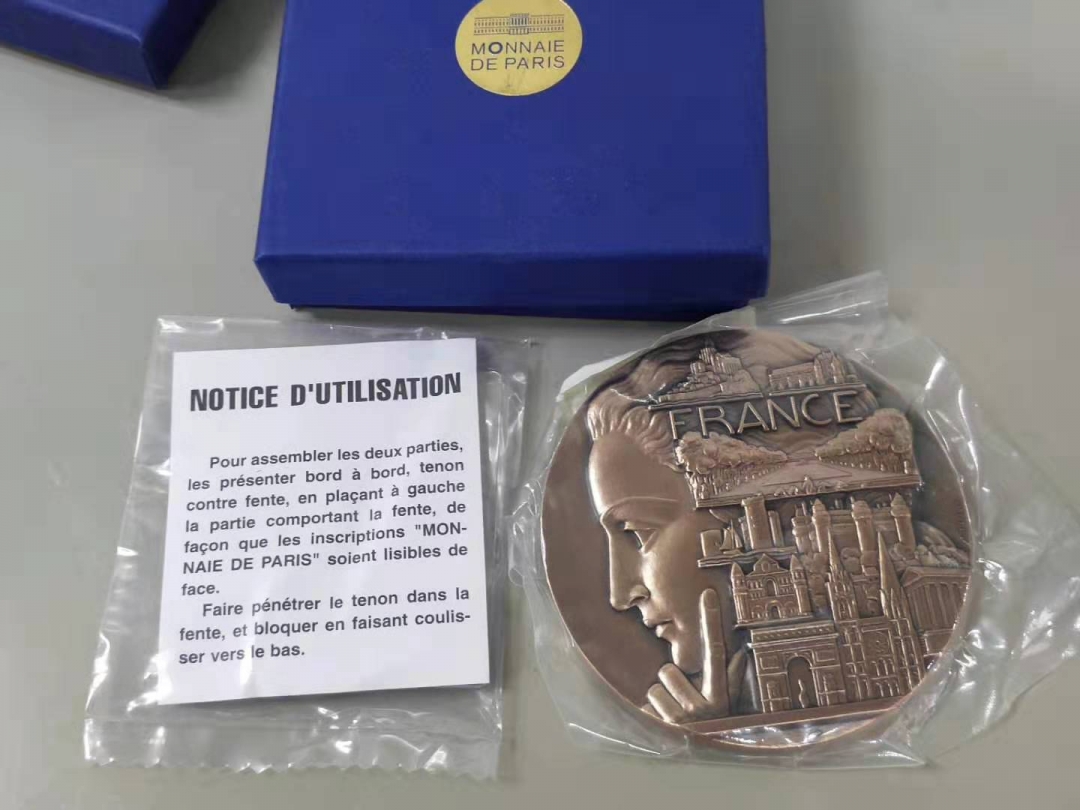 MONNAIE
DE PARIS
NOTICE D'UTILISATION
Pour assembler les deux parties,
les présenter bord à bord, tenon
contre fente, en plaçant à gauche
la partie comportant la fente, de
façon que les inscriptions "MON-
NAIE DE PARIS" soient lisibles de
face.
Faire pénétrer le tenon dans la
fente, et bloquer en faisant coulis-
ser vers le bas.
FRANCE